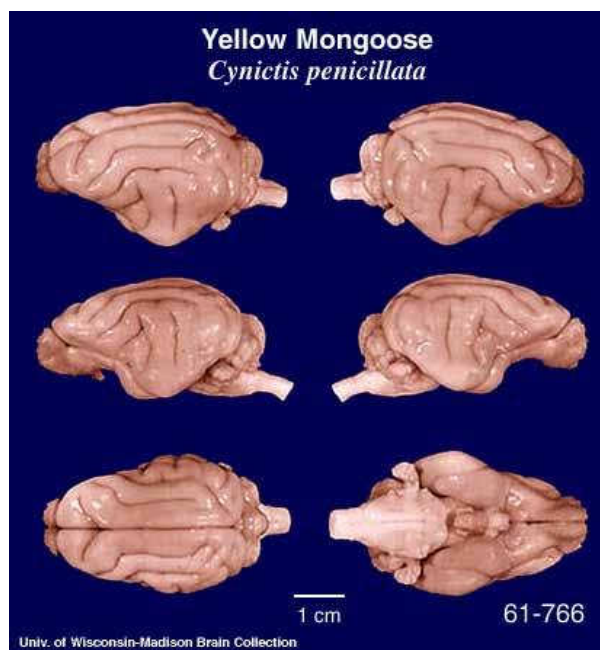 Yellow Mongoose
Cynictis penicillata
1 cm
61-766
Univ. of Wisconsin-Madison Brain Collection